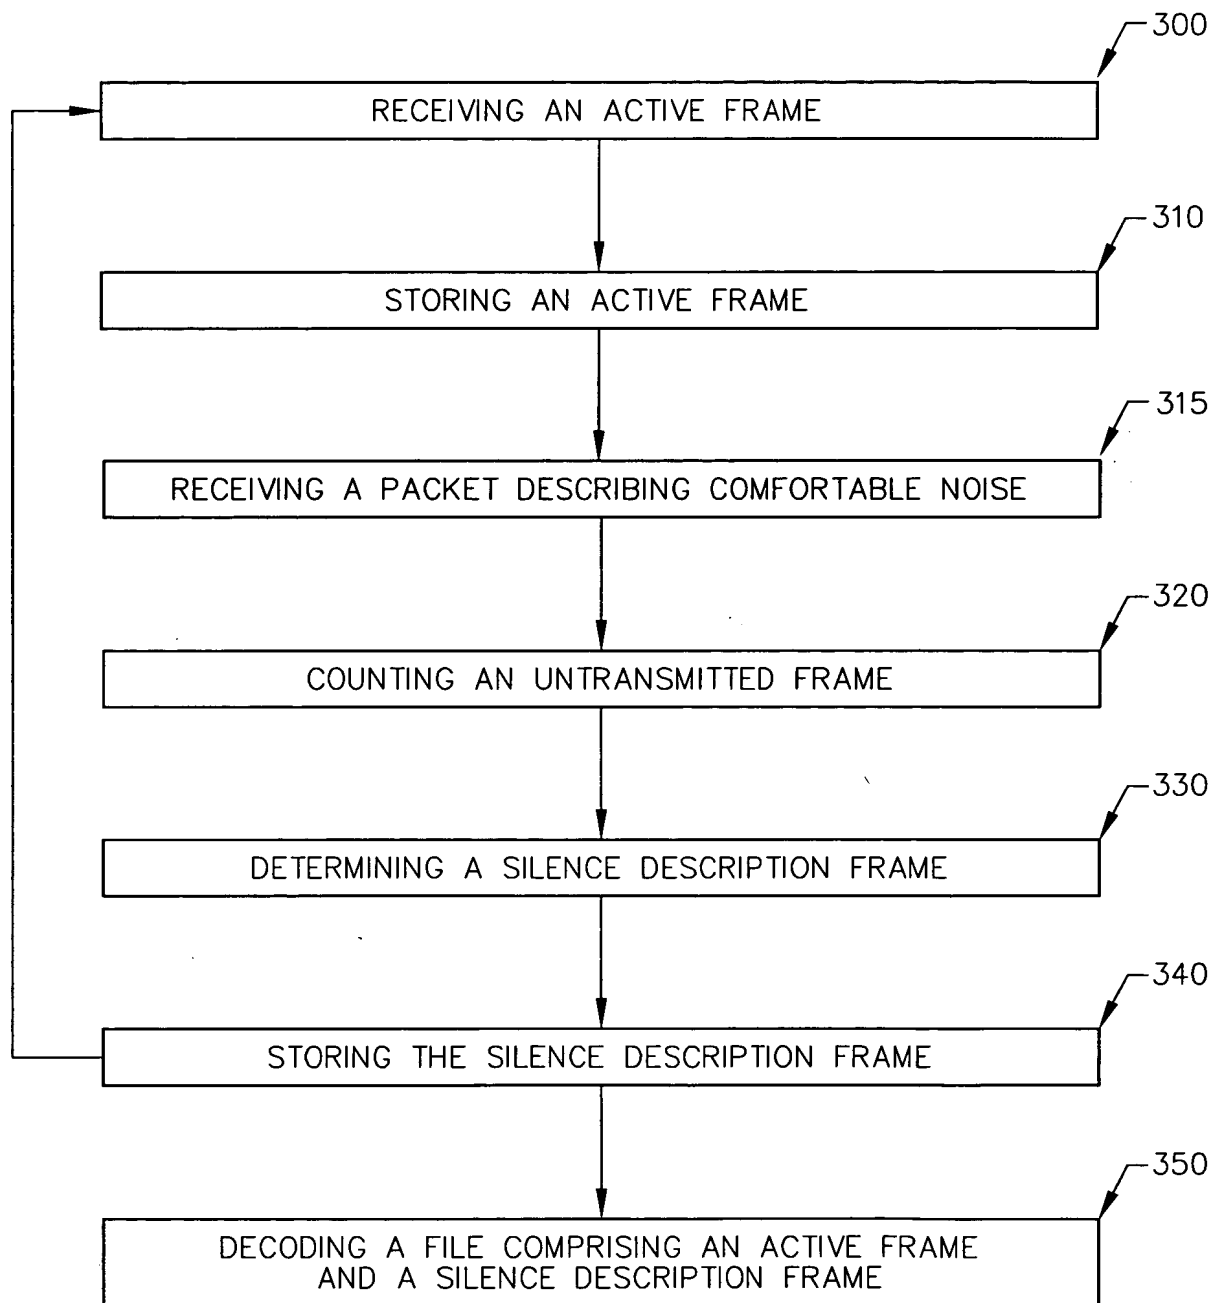 300
RECEIVING AN ACTIVE FRAME
310
STORING AN ACTIVE FRAME
315
RECEIVING A PACKET DESCRIBING COMFORTABLE NOISE
320
COUNTING AN UNTRANSMITTED FRAME
330
DETERMINING A SILENCE DESCRIPTION FRAME
340
STORING THE SILENCE DESCRIPTION FRAME
350
DECODING A FILE COMPRISING AN ACTIVE FRAME
AND A SILENCE DESCRIPTION FRAME